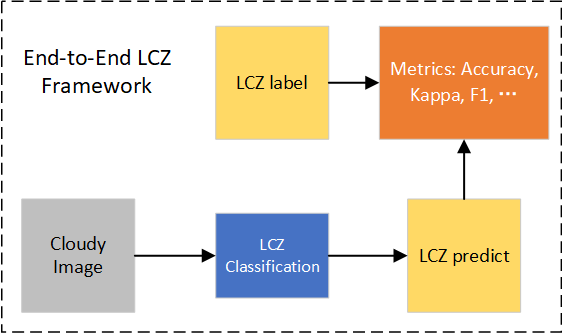 End-to-End LCZ
Framework
LCZ label
Metrics: Accuracy,
Kappa, F1, ···
Cloudy
Image
LCZ
Classification
LCZ predict